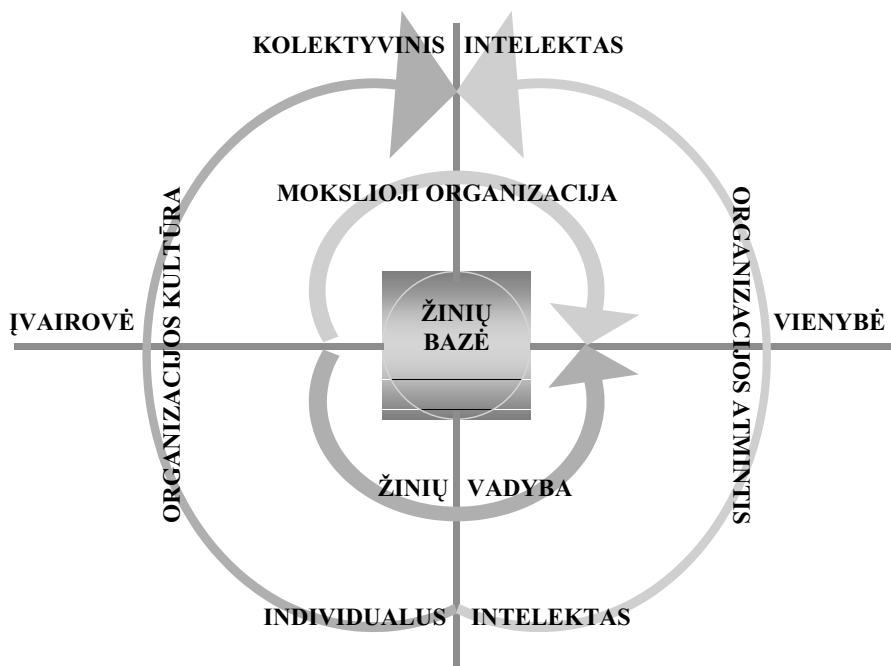 KOLEKTYVINIS INTELEKTAS
MOKSLIOJI ORGANIZACIJA
ORGANIZACIJOS KULTŪRA
ORGANIZACIJOS ATMINTIS
ĮVAIROVĖ
ŽINIŲ
BAZĖ
VIENYBĖ
ŽINIŲ VADYBA
INDIVIDUALUS INTELEKTAS